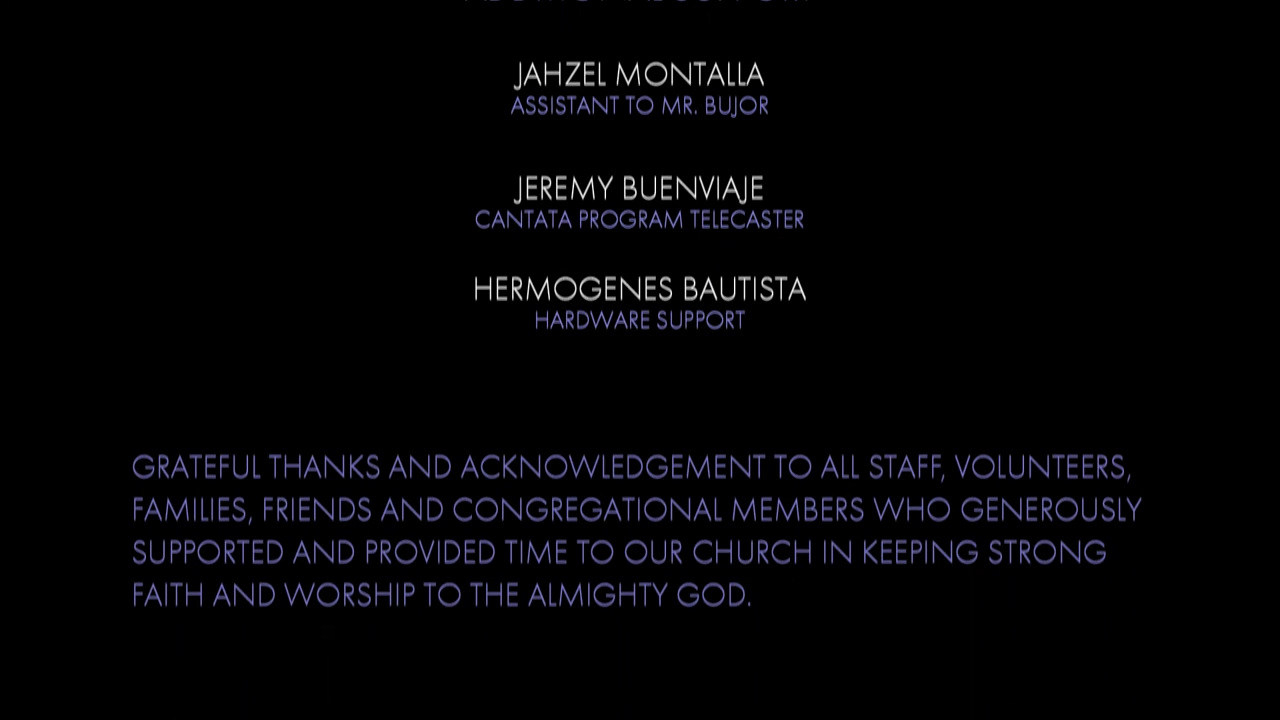 JAHZEL MONTALLA
ASSISTANT TO MR. BUJOR
JEREMY BUENVIAJE
CANTATA PROGRAM TELECASTER
HERMOGENES BAUTISTA
HARDWARE SUPPORT
GRATEFUL THANKS AND ACKNOWLEDGEMENT TO ALL STAFF, VOLUNTEERS,
FAMILIES, FRIENDS AND CONGREGATIONAL MEMBERS WHO GENEROUSLY
SUPPORTED AND PROVIDED TIME TO OUR CHURCH IN KEEPING STRONG
FAITH AND WORSHIP TO THE ALMIGHTY GOD.